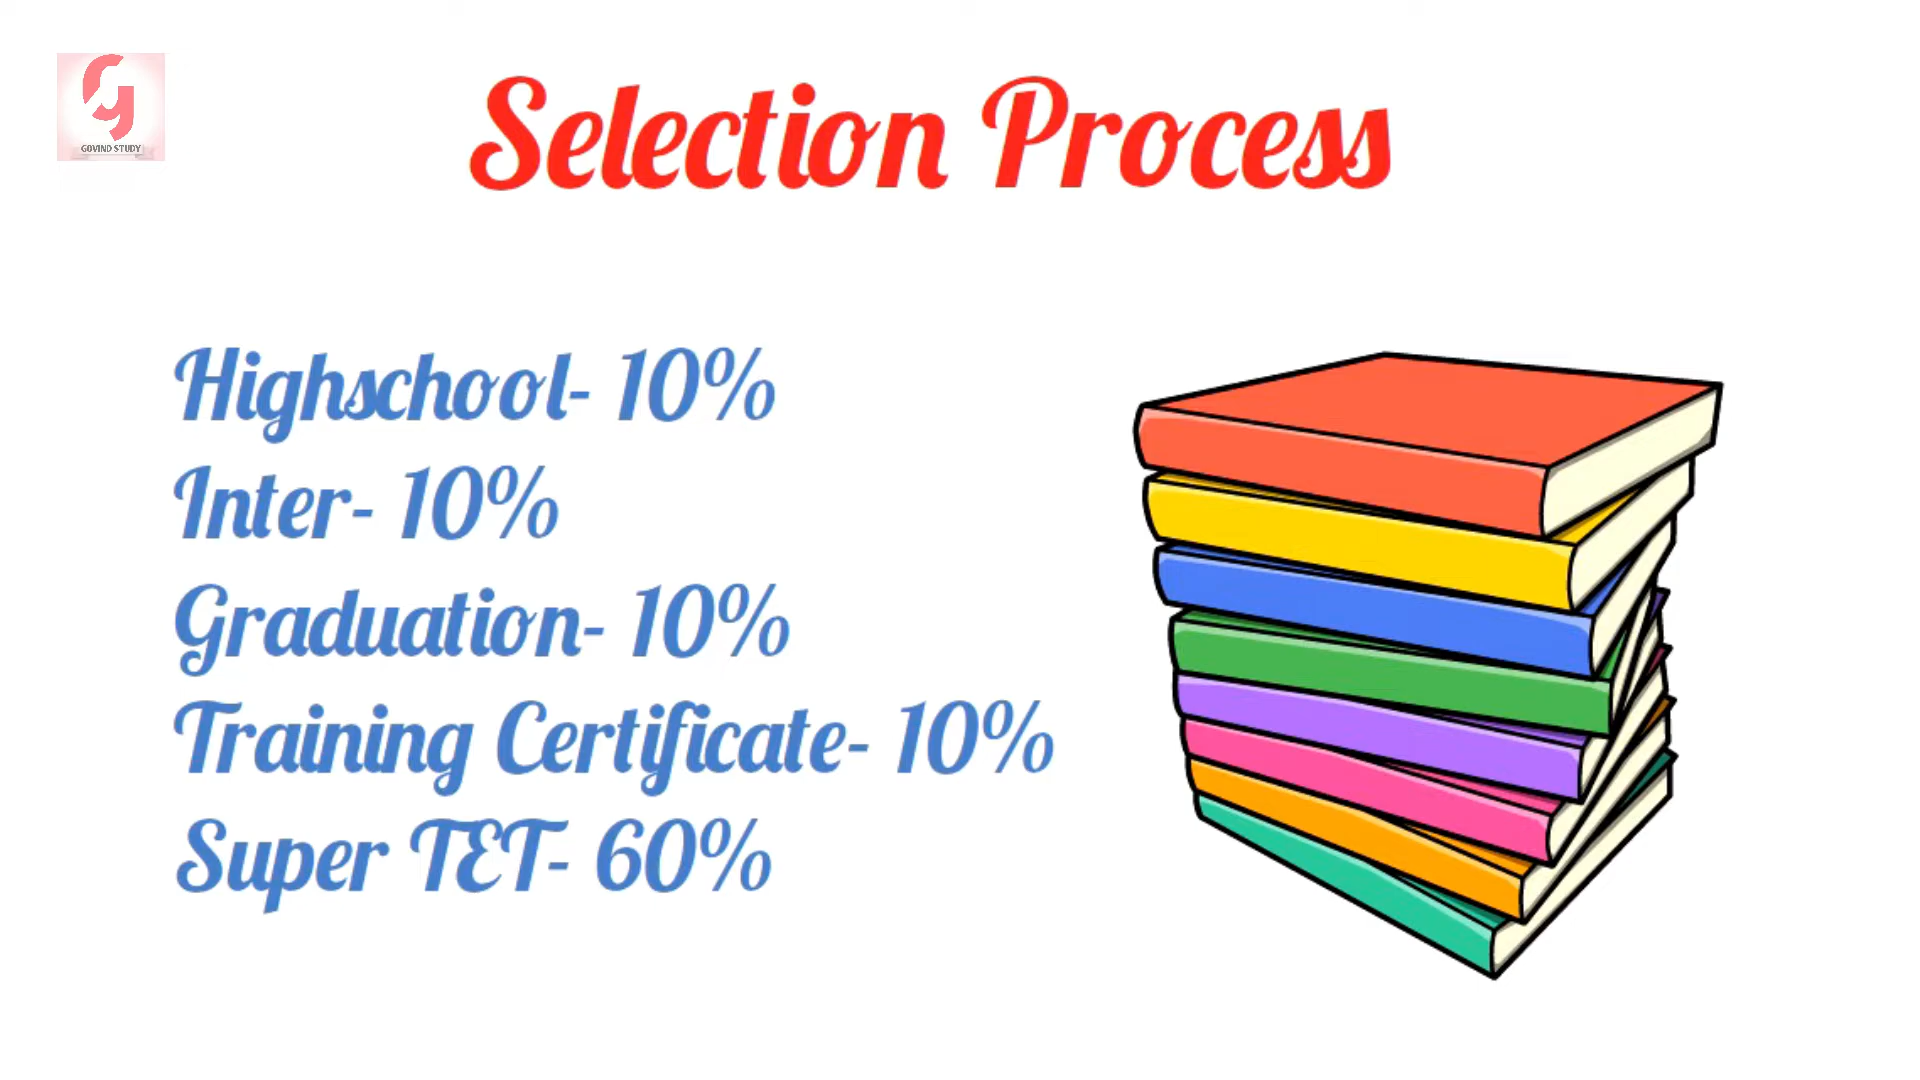 GOVIND STUDY
Selection Process
Highschool- 10%
Inter- 10%
Graduation- 10%
Training Certificate- 10%
Super TET- 60%